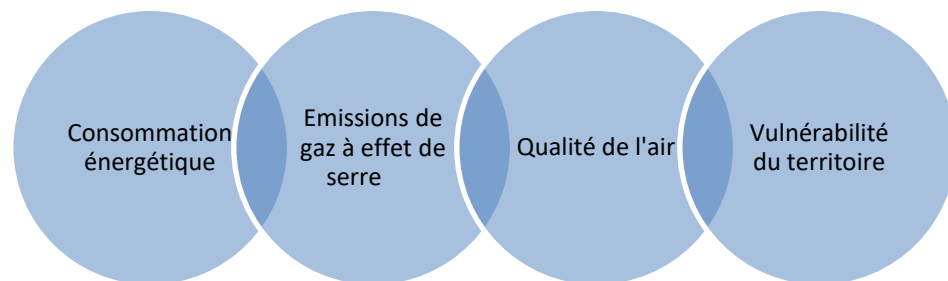 Consommation
énergétique
Emissions de
gaz à effet de
serre
Qualité de l'air
Vulnérabilité
du territoire